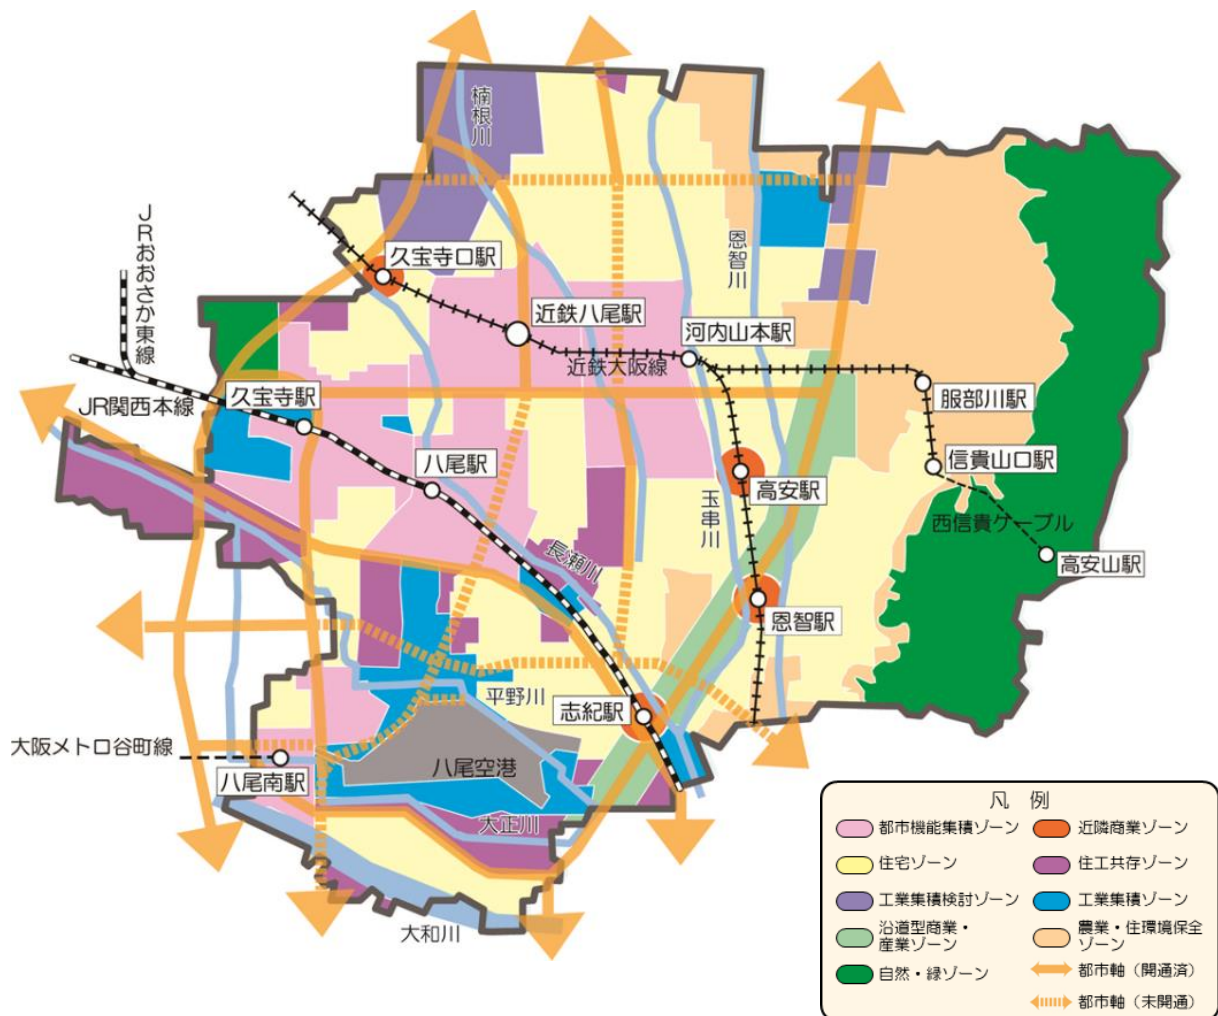 楠根川
JRおおさか東線
久宝寺口駅
恩智川
近鉄八尾駅
河内山本駅
近鉄大阪線
久宝寺駅
服部川駅
JR関西本線
八尾駅
信貴山口駅
高安駅
玉串川
西信貴ケーブル
長瀬川
高安山駅
恩智駅
平野川
志紀駅
大阪メトロ谷町線
八尾南駅
八尾空港
大正川
大和川
凡 例
都市機能集積ゾーン
近隣商業ゾーン
住宅ゾーン
住工共存ゾーン
工業集積検討ゾーン
工業集積ゾーン
沿道型商業・
産業ゾーン
農業・住環境保全
ゾーン
自然・緑ゾーン
都市軸（開通済）
都市軸（未開通）